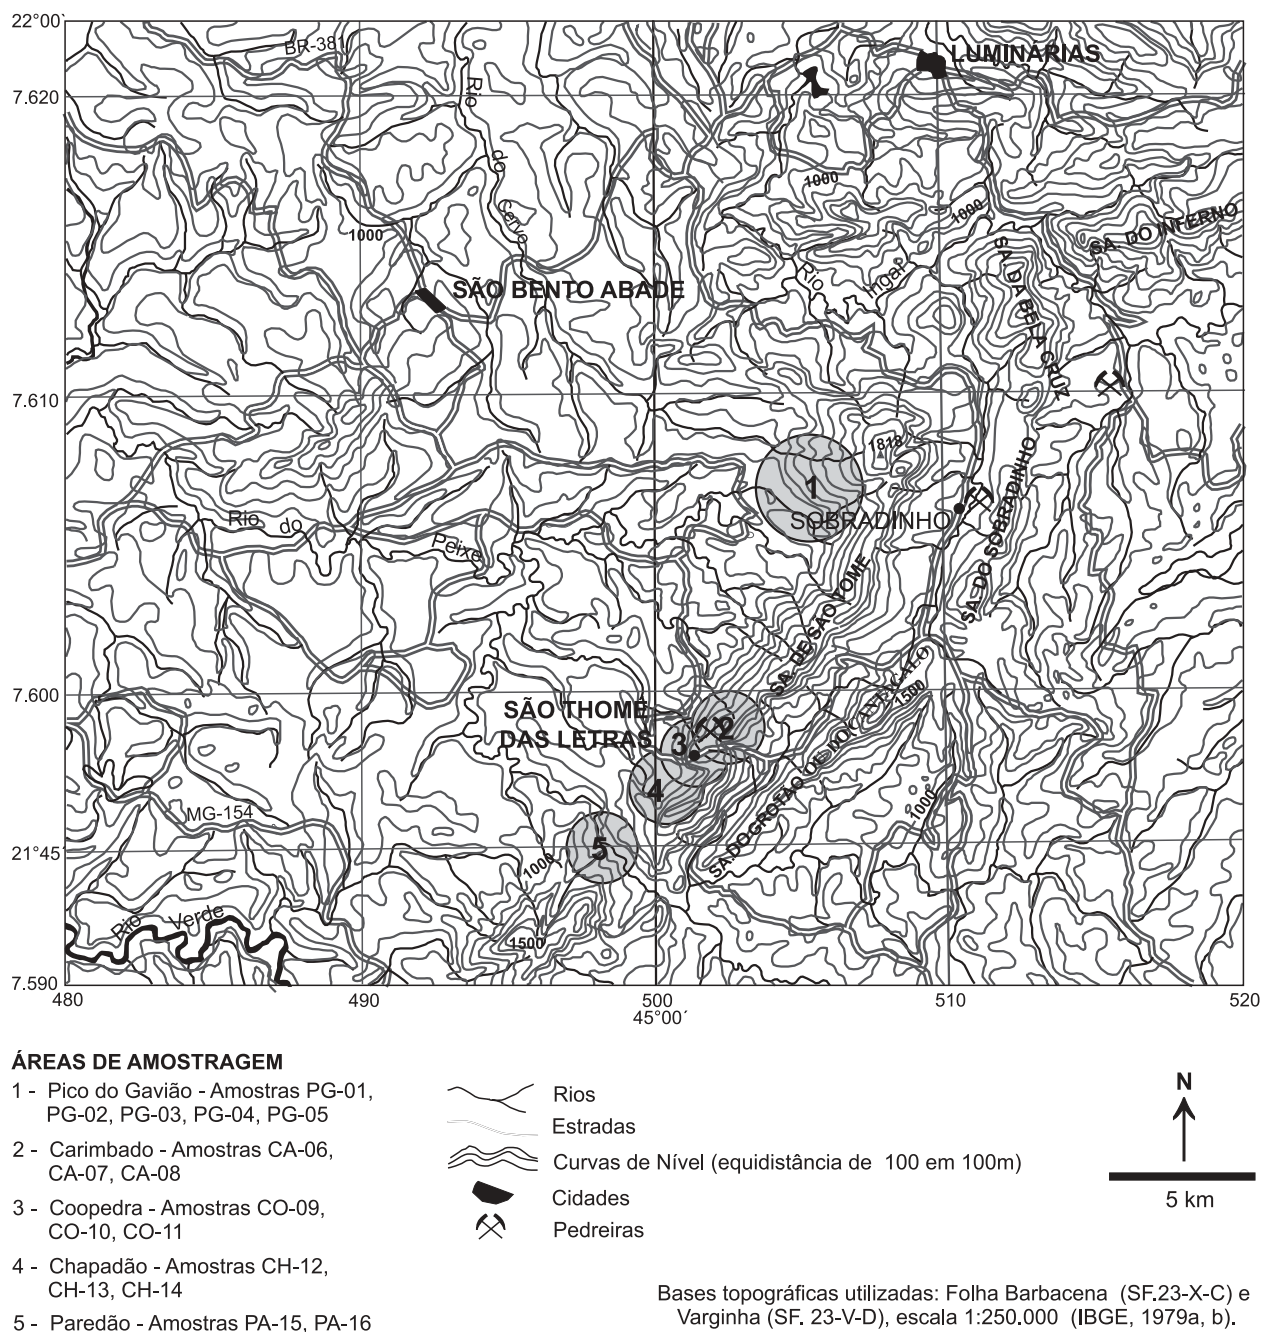 22°00´
BR-381
LUMINÁRIAS
7.620
Rio do Cervo
1000
1000
1000
SA. DO INFERNO
Rio Ingaí
SÃO BENTO ABADE
SA. DA BELA CRUZ
7.610
1818
1
SOBRADINHO
SA. DO SOBRADINHO
Rio do Peixe
SA. DE SÃO TOMÉ
7.600
SÃO THOMÉ
DAS LETRAS
2
3
4
5
1500
1000
MG-154
21°45´
1000
Rio Verde
1500
7.590
480
490
500
510
520
45°00´
ÁREAS DE AMOSTRAGEM
1 - Pico do Gavião - Amostras PG-01,
PG-02, PG-03, PG-04, PG-05
2 - Carimbado - Amostras CA-06,
CA-07, CA-08
3 - Coopedra - Amostras CO-09,
CO-10, CO-11
4 - Chapadão - Amostras CH-12,
CH-13, CH-14
5 - Paredão - Amostras PA-15, PA-16
Rios
Estradas
Curvas de Nível (equidistância de 100 em 100m)
Cidades
Pedreiras
N
5 km
Bases topográficas utilizadas: Folha Barbacena (SF.23-X-C) e
Varginha (SF. 23-V-D), escala 1:250.000 (IBGE, 1979a, b).